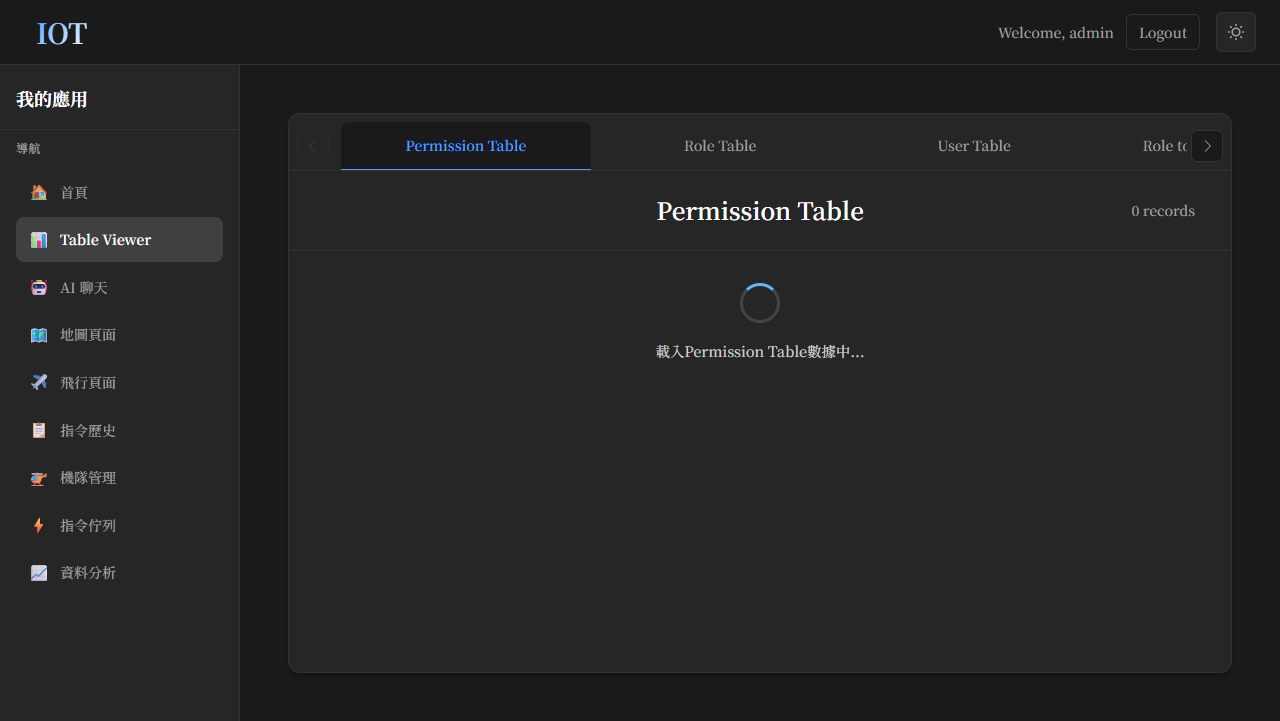 IOT
Welcome, admin
Logout
我的應用
導航
首頁
Table Viewer
AI 聊天
地圖頁面
飛行頁面
指令歷史
機隊管理
指令佇列
資料分析
Permission Table
Role Table
User Table
Role to
Permission Table
0 records
載入Permission Table數據中...